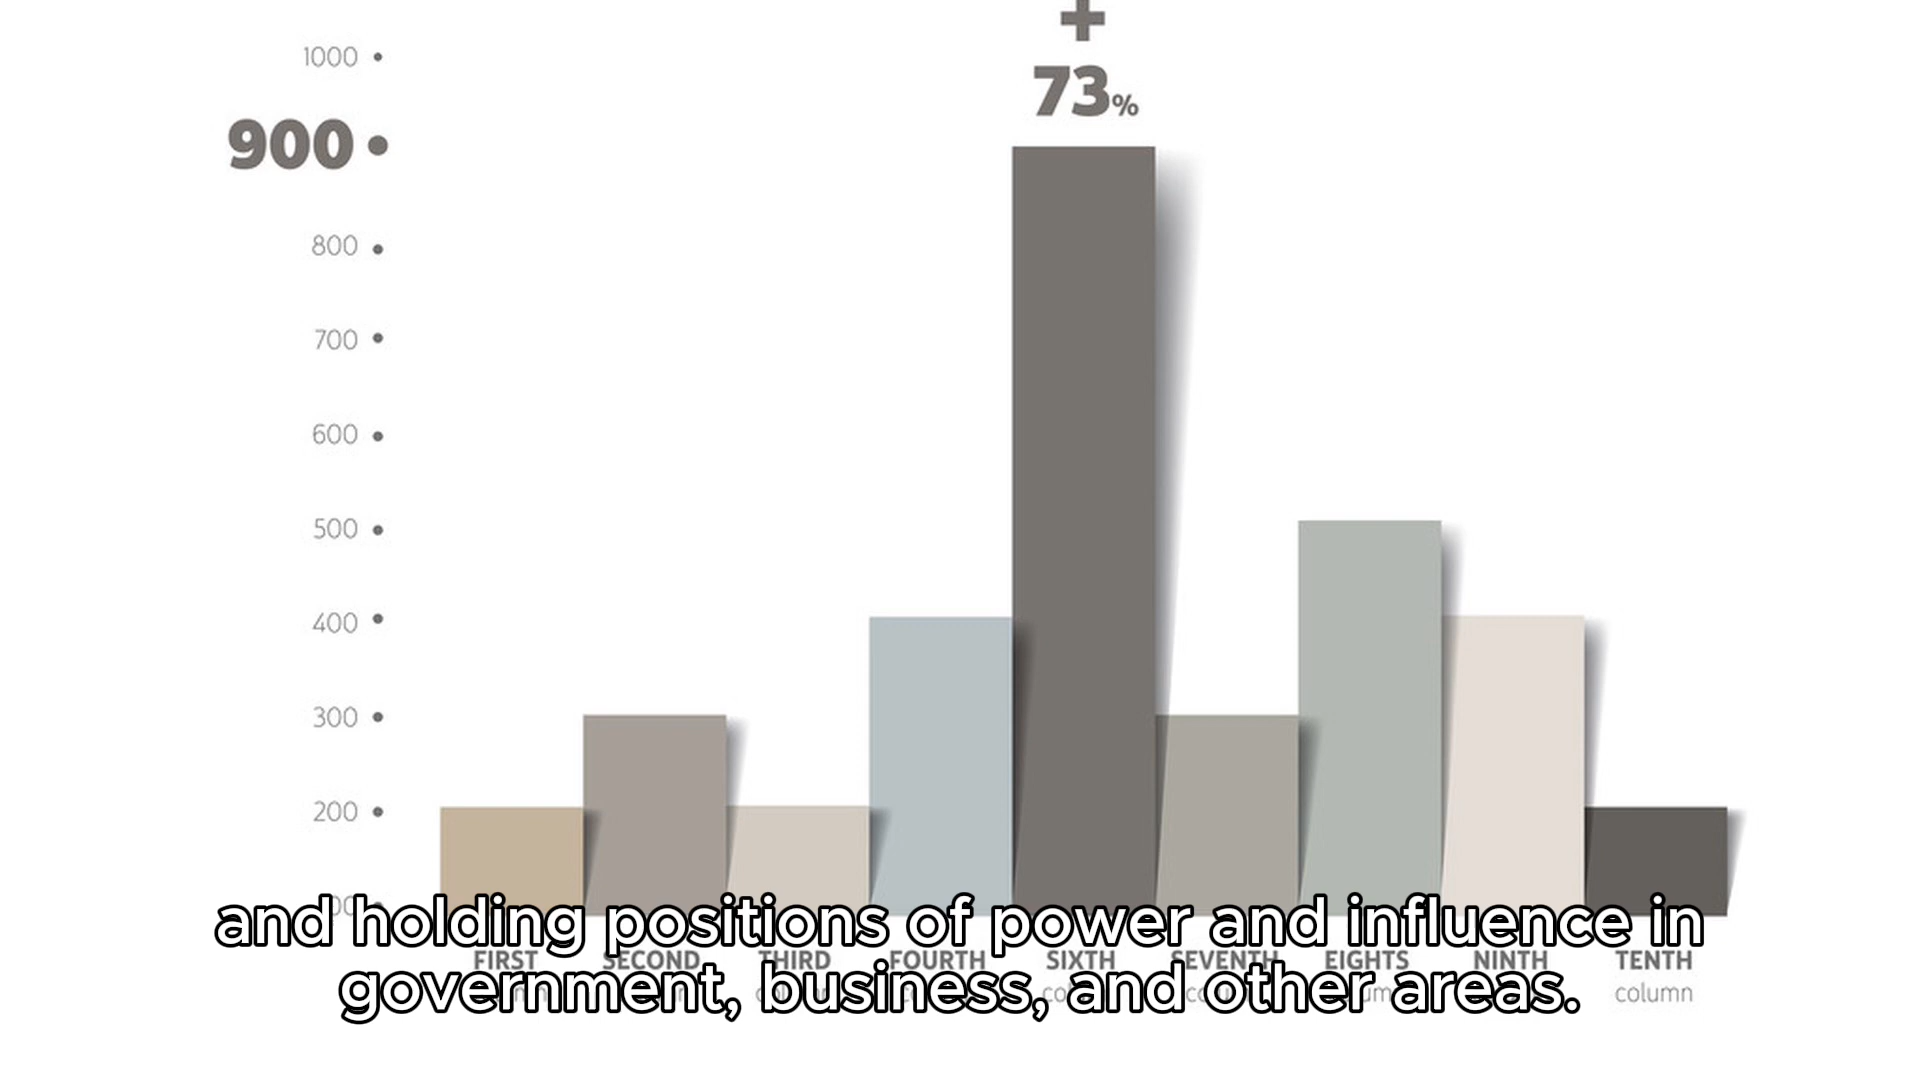 +
1000
73%
900
800
700
600
500
400
300
200
and holding positions of power and influence in
FIRST SECOND THIRD FOURTH SIXTH SEVENTH EIGHTS NINTH TENTH
government, business, and other areas.
column